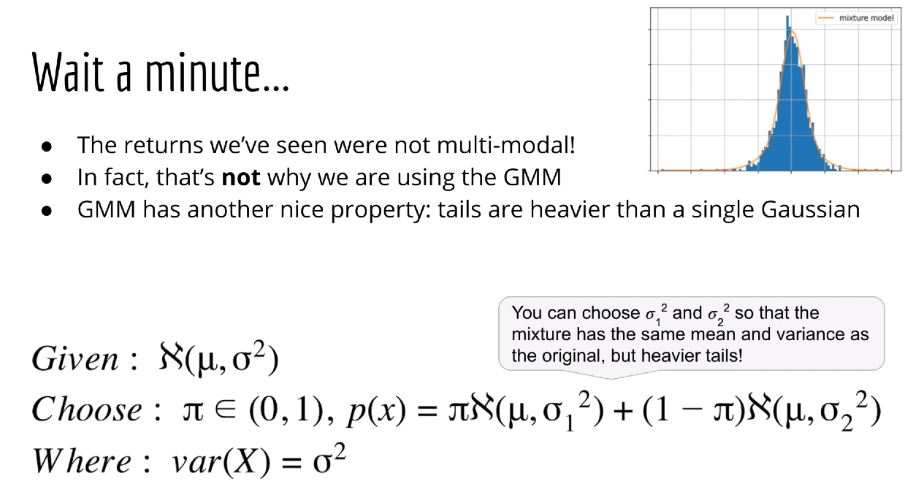 mixture model
Wait a minute...
● The returns we've seen were not multi-modal!
● In fact, that's not why we are using the GMM
● GMM has another nice property: tails are heavier than a single Gaussian
You can choose σ₁² and σ₂² so that the
mixture has the same mean and variance as
the original, but heavier tails!
Given : ℵ(μ, σ²)
Choose : π ∈ (0, 1), p(x) = πℵ(μ, σ₁²) + (1 − π)ℵ(μ, σ₂²)
Where : var(X) = σ²